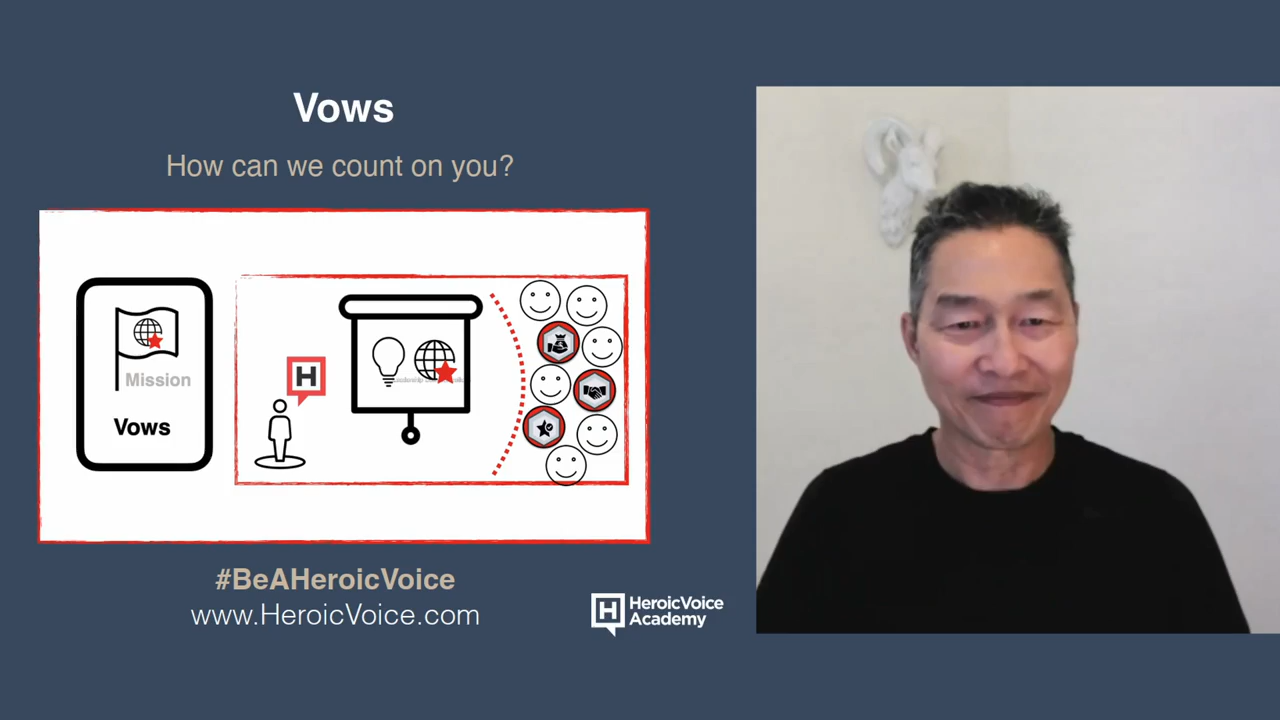 Vows
How can we count on you?
Mission
Vows
H
#BeAHeroicVoice
www.HeroicVoice.com
H
HeroicVoice
Academy